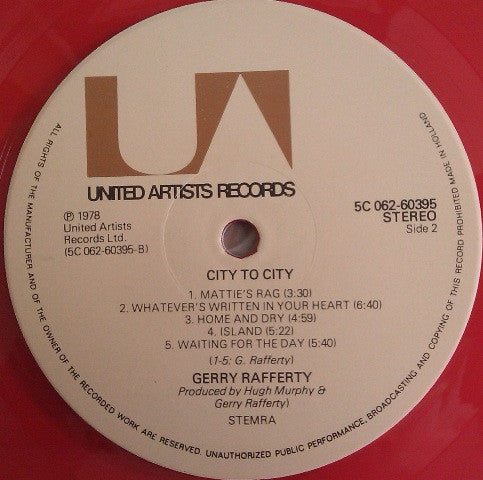 UA
UNITED ARTISTS RECORDS
℗ 1978
United Artists
Records Ltd.
(5C 062-60395-B)
5C 062-60395
STEREO
Side 2
CITY TO CITY
1. MATTIE'S RAG (3:30)
2. WHATEVER'S WRITTEN IN YOUR HEART (6:40)
3. HOME AND DRY (4:59)
4. ISLAND (5:22)
5. WAITING FOR THE DAY (5:40)
(1-5: G. Rafferty)
GERRY RAFFERTY
Produced by Hugh Murphy &
Gerry Rafferty)
STEMRA
ALL RIGHTS OF THE MANUFACTURER AND OF THE OWNER OF THE RECORDED WORK ARE RESERVED. UNAUTHORIZED PUBLIC PERFORMANCE, BROADCASTING AND COPYING OF THIS RECORD PROHIBITED MADE IN HOLLAND